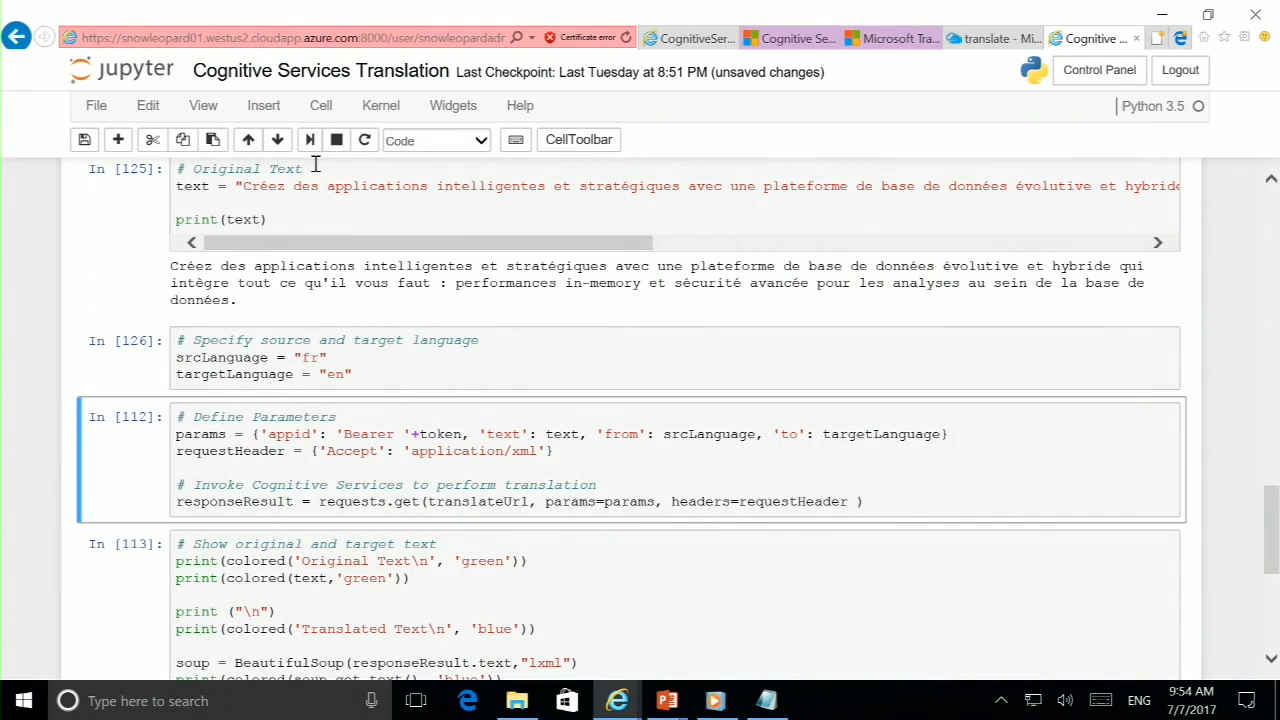 https://snowleopard01.westus2.cloudapp.azure.com:8000/user/snowleopardadr
Certificate error
CognitiveSer...
Cognitive Se...
Microsoft Tra...
translate - Mi...
Cognitive ...
jupyter
Cognitive Services Translation Last Checkpoint: Last Tuesday at 8:51 PM (unsaved changes)
Control Panel
Logout
File Edit View Insert Cell Kernel Widgets Help
Python 3.5
Code
CellToolbar
In [125]:
# Original Text
text = "Créez des applications intelligentes et stratégiques avec une plateforme de base de données évolutive et hybride
print(text)
Créez des applications intelligentes et stratégiques avec une plateforme de base de données évolutive et hybride qui
intègre tout ce qu'il vous faut : performances in-memory et sécurité avancée pour les analyses au sein de la base de
données.
In [126]:
# Specify source and target language
srcLanguage = "fr"
targetLanguage = "en"
In [112]:
# Define Parameters
params = {'appid': 'Bearer '+token, 'text': text, 'from': srcLanguage, 'to': targetLanguage}
requestHeader = {'Accept': 'application/xml'}
# Invoke Cognitive Services to perform translation
responseResult = requests.get(translateUrl, params=params, headers=requestHeader )
In [113]:
# Show original and target text
print(colored('Original Text\n', 'green'))
print(colored(text,'green'))
print ("\n")
print(colored('Translated Text\n', 'blue'))
soup = BeautifulSoup(responseResult.text,"lxml")
print(colored(soup.get_text(), 'blue'))
Type here to search
ENG
9:54 AM
7/7/2017